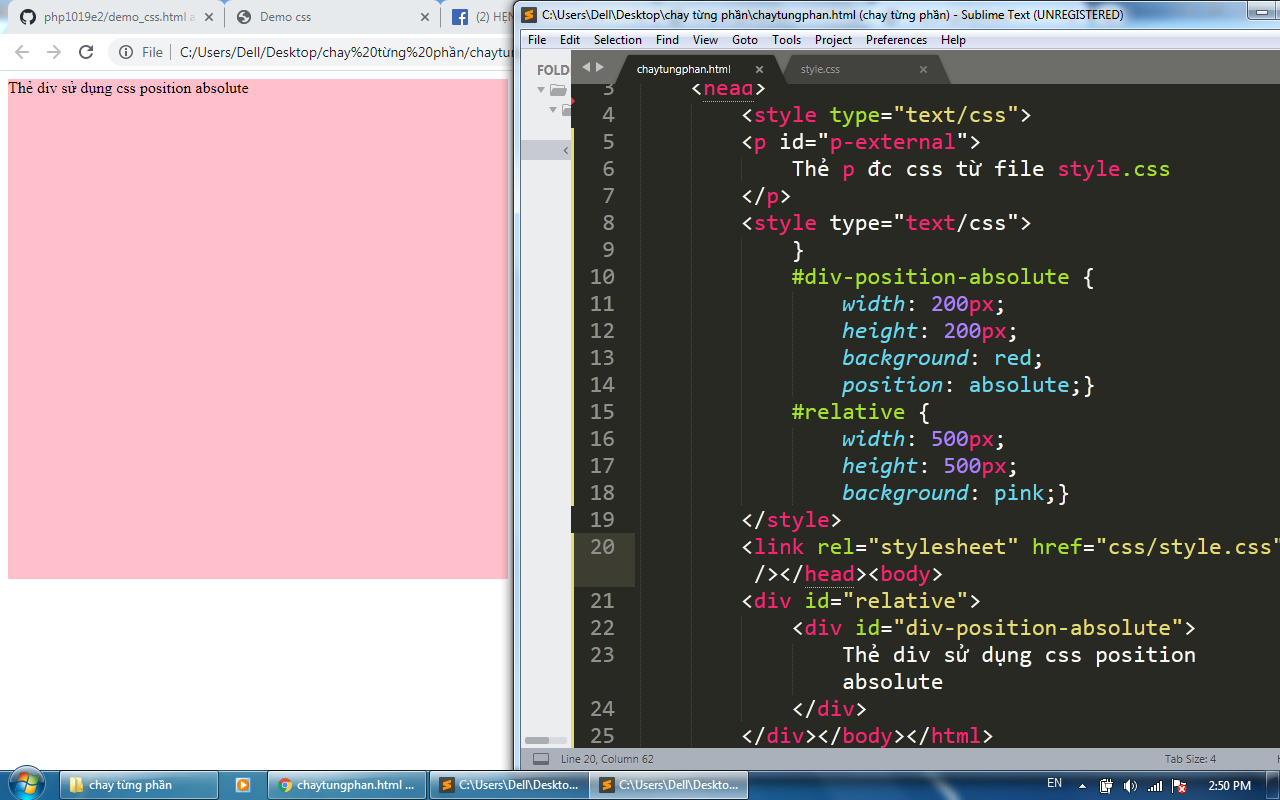 php1019e2/demo_css.html a
Demo css
(2) HẸN
File C:/Users/Dell/Desktop/chay%20từng%20phần/chaytun
Thẻ div sử dụng css position absolute
C:\Users\Dell\Desktop\chay từng phần\chaytungphan.html (chay từng phần) - Sublime Text (UNREGISTERED)
File Edit Selection Find View Goto Tools Project Preferences Help
FOLD
chaytungphan.html
style.css
3 <head>
4 <style type="text/css">
5 <p id="p-external">
6 Thẻ p đc css từ file style.css
7 </p>
8 <style type="text/css">
9 }
10 #div-position-absolute {
11 width: 200px;
12 height: 200px;
13 background: red;
14 position: absolute;}
15 #relative {
16 width: 500px;
17 height: 500px;
18 background: pink;}
19 </style>
20 <link rel="stylesheet" href="css/style.css"
/></head><body>
21 <div id="relative">
22 <div id="div-position-absolute">
23 Thẻ div sử dụng css position
absolute
24 </div>
25 </div></body></html>
Line 20, Column 62
Tab Size: 4
chay từng phần
chaytungphan.html ...
C:\Users\Dell\Deskto...
C:\Users\Dell\Deskto...
EN
2:50 PM